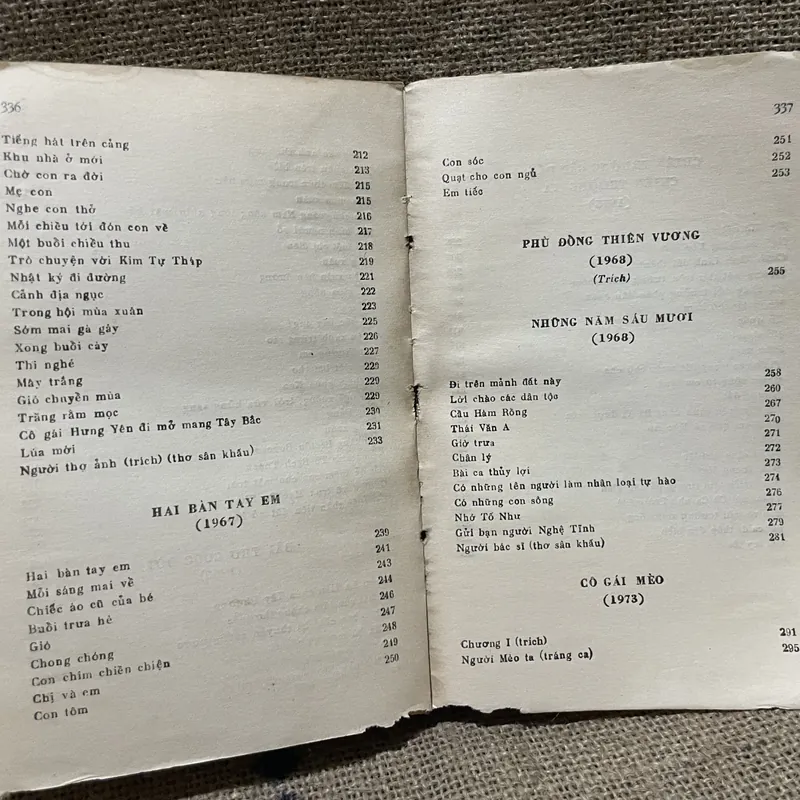 336
Tiếng hát trên cảng 212
Khu nhà ở mới 213
Chờ con ra đời 215
Mẹ con 215
Nghe con thở 216
Mỗi chiều tới đón con về 217
Một buổi chiều thu 218
Trò chuyện với Kim Tự Tháp 219
Nhật ký đi đường 221
Cảnh địa ngục 222
Trong hội mùa xuân 223
Sớm mai gà gáy 225
Xong buổi cày 226
Thi nghé 227
Mây trắng 229
Gió chuyển mùa 229
Trăng rằm mọc 229
Cô gái Hưng Yên đi mở mang Tây Bắc 230
Lúa mới 231
Người thợ ảnh (trích) (thơ sân khấu) 233
HAI BÀN TAY EM
(1967)
Hai bàn tay em 239
Mỗi sáng mai về 241
Chiếc áo cũ của bé 243
Buổi trưa hè 244
Gió 246
Chong chóng 247
Con chim chiền chiện 248
Chị và em 249
Con tôm 250
337
Con sóc 251
Quạt cho con ngủ 252
Em tiếc 253
PHÙ ĐỔNG THIÊN VƯƠNG
(1968)
(Trích) 255
NHỮNG NĂM SÁU MƯƠI
(1968)
Đi trên mảnh đất này 258
Lời chào các dân tộc 260
Cầu Hàm Rồng 267
Thái Văn A 270
Giờ trưa 271
Chân lý 272
Bài ca thủy lợi 273
Có những tên người làm nhân loại tự hào 274
Có những con sông 276
Nhớ Tố Như 277
Gửi bạn người Nghệ Tĩnh 279
Người bác sĩ (thơ sân khấu) 281
CÔ GÁI MÈO
(1973)
Chương I (trích) 291
Người Mèo ta (tráng ca) 295